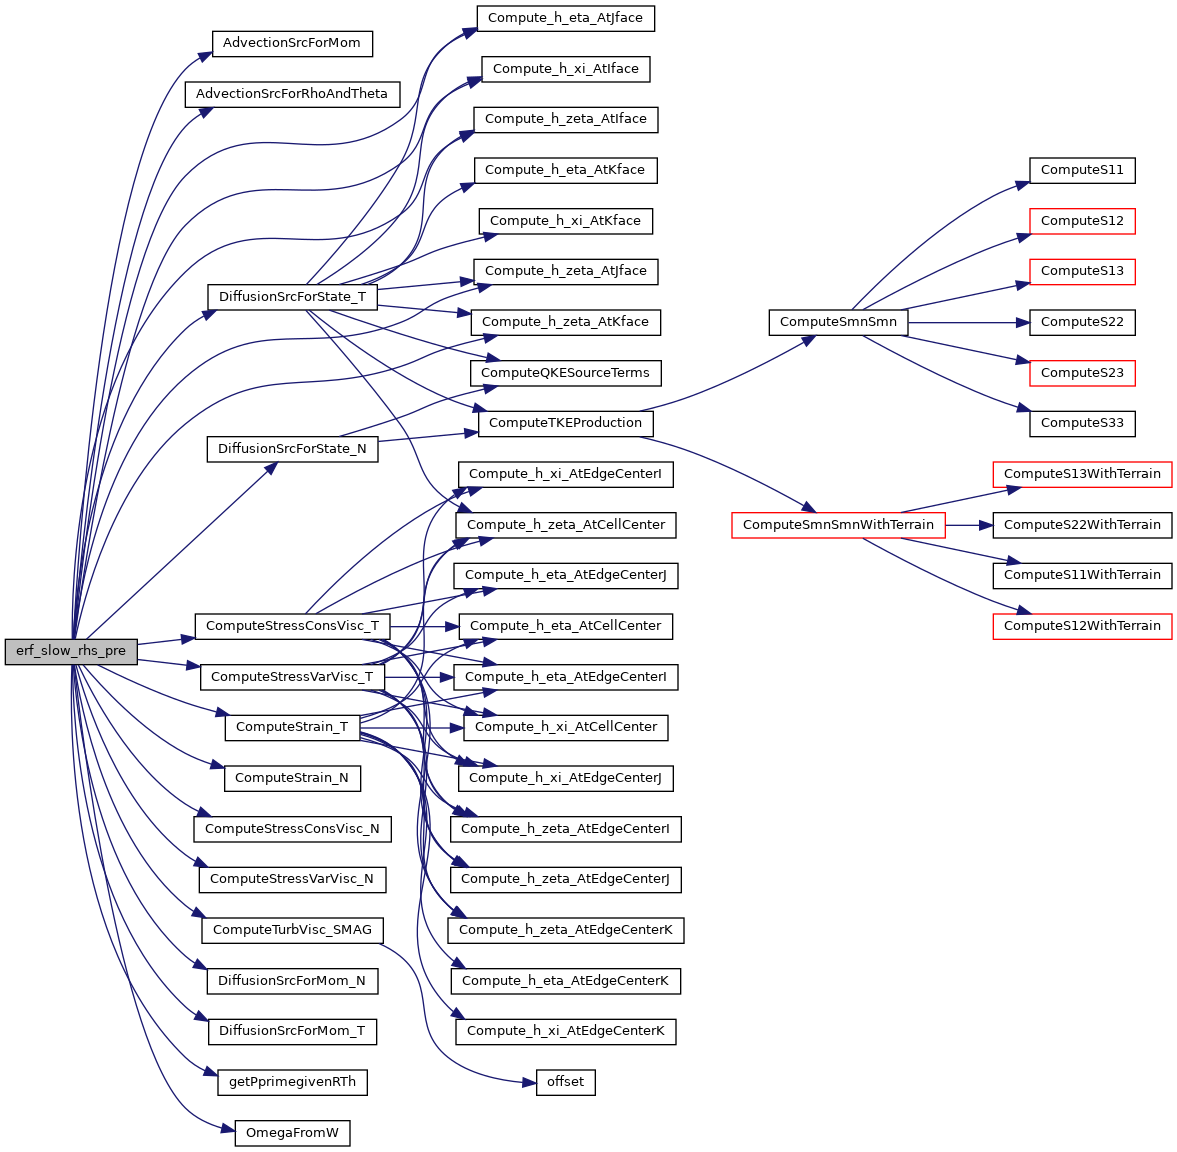 erf_slow_rhs_pre
AdvectionSrcForMom
AdvectionSrcForRhoAndTheta
DiffusionSrcForState_T
DiffusionSrcForState_N
ComputeStressConsVisc_T
ComputeStressVarVisc_T
ComputeStrain_T
ComputeStrain_N
ComputeStressConsVisc_N
ComputeStressVarVisc_N
ComputeTurbVisc_SMAG
DiffusionSrcForMom_N
DiffusionSrcForMom_T
getPprimegivenRTh
OmegaFromW
Compute_h_eta_AtJface
Compute_h_xi_AtIface
Compute_h_zeta_AtIface
Compute_h_eta_AtKface
Compute_h_xi_AtKface
Compute_h_zeta_AtJface
Compute_h_zeta_AtKface
ComputeQKESourceTerms
ComputeTKEProduction
Compute_h_xi_AtEdgeCenterI
Compute_h_zeta_AtCellCenter
Compute_h_eta_AtEdgeCenterJ
Compute_h_eta_AtCellCenter
Compute_h_eta_AtEdgeCenterI
Compute_h_xi_AtCellCenter
Compute_h_xi_AtEdgeCenterJ
Compute_h_zeta_AtEdgeCenterI
Compute_h_zeta_AtEdgeCenterJ
Compute_h_zeta_AtEdgeCenterK
Compute_h_eta_AtEdgeCenterK
Compute_h_xi_AtEdgeCenterK
offset
ComputeSmnSmn
ComputeSmnSmnWithTerrain
ComputeS11
ComputeS12
ComputeS13
ComputeS22
ComputeS23
ComputeS33
ComputeS13WithTerrain
ComputeS22WithTerrain
ComputeS11WithTerrain
ComputeS12WithTerrain